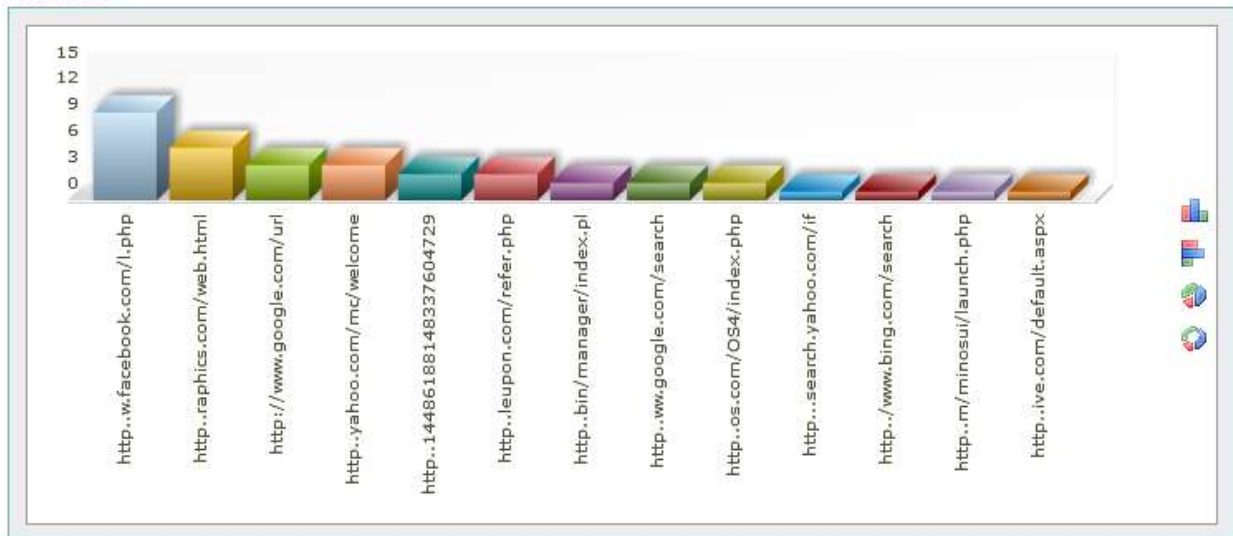 15
12
9
6
3
0
http..w.facebook.com/l.php
http..raphics.com/web.html
http://www.google.com/url
http..yahoo.com/mc/welcome
http..14486188148337604729
http..leupon.com/refer.php
http..bin/manager/index.pl
http..ww.google.com/search
http..os.com/OS4/index.php
http...search.yahoo.com/if
http../www.bing.com/search
http..m/minosui/launch.php
http..ive.com/default.aspx